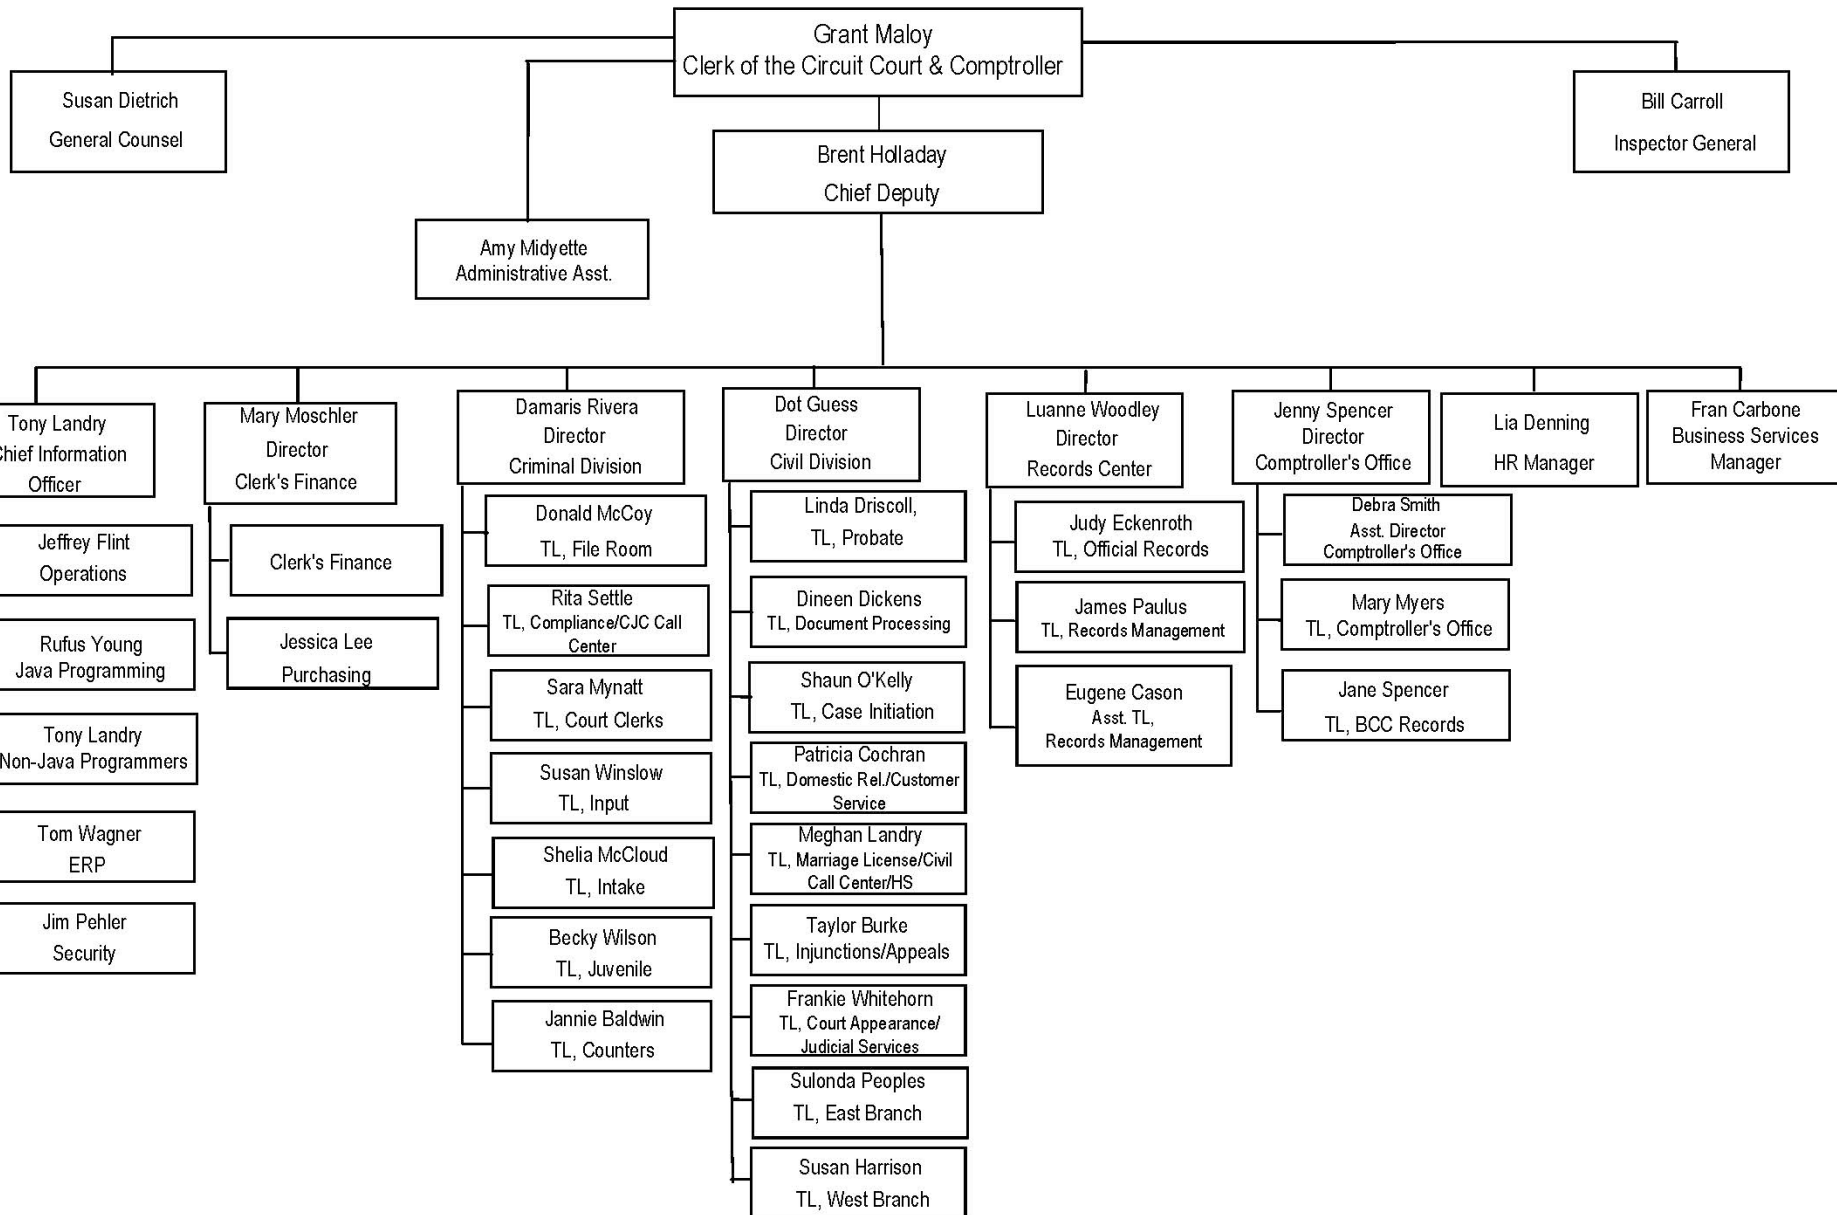 Grant Maloy
Clerk of the Circuit Court & Comptroller
Susan Dietrich
General Counsel
Bill Carroll
Inspector General
Brent Holladay
Chief Deputy
Amy Midyette
Administrative Asst.
Tony Landry
Chief Information
Officer
Jeffrey Flint
Operations
Rufus Young
Java Programming
Tony Landry
Non-Java Programmers
Tom Wagner
ERP
Jim Pehler
Security
Mary Moschler
Director
Clerk's Finance
Clerk's Finance
Jessica Lee
Purchasing
Damaris Rivera
Director
Criminal Division
Donald McCoy
TL, File Room
Rita Settle
TL, Compliance/CJC Call
Center
Sara Mynatt
TL, Court Clerks
Susan Winslow
TL, Input
Shelia McCloud
TL, Intake
Becky Wilson
TL, Juvenile
Jannie Baldwin
TL, Counters
Dot Guess
Director
Civil Division
Linda Driscoll,
TL, Probate
Dineen Dickens
TL, Document Processing
Shaun O'Kelly
TL, Case Initiation
Patricia Cochran
TL, Domestic Rel./Customer
Service
Meghan Landry
TL, Marriage License/Civil
Call Center/HS
Taylor Burke
TL, Injunctions/Appeals
Frankie Whitehorn
TL, Court Appearance/
Judicial Services
Sulonda Peoples
TL, East Branch
Susan Harrison
TL, West Branch
Luanne Woodley
Director
Records Center
Judy Eckenroth
TL, Official Records
James Paulus
TL, Records Management
Eugene Cason
Asst. TL,
Records Management
Jenny Spencer
Director
Comptroller's Office
Debra Smith
Asst. Director
Comptroller's Office
Mary Myers
TL, Comptroller's Office
Jane Spencer
TL, BCC Records
Lia Denning
HR Manager
Fran Carbone
Business Services
Manager